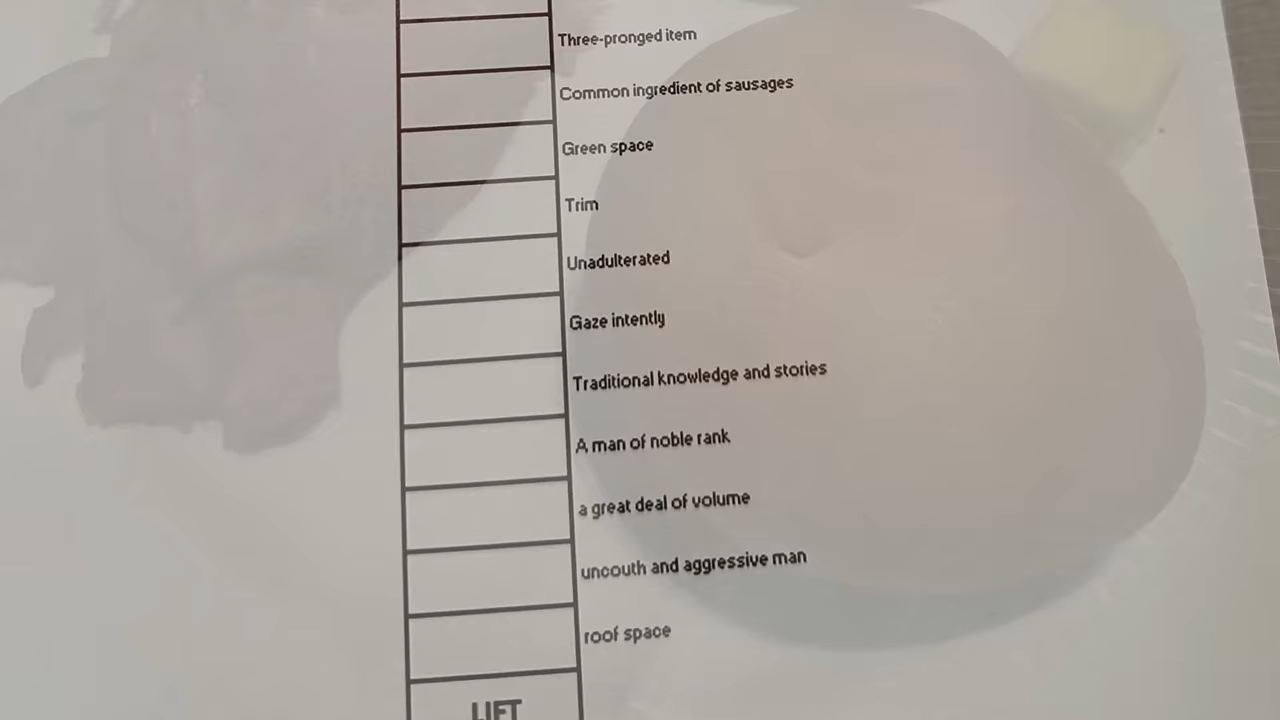 Three-pronged item
Common ingredient of sausages
Green space
Trim
Unadulterated
Gaze intently
Traditional knowledge and stories
A man of noble rank
a great deal of volume
uncouth and aggressive man
roof space
LIFT